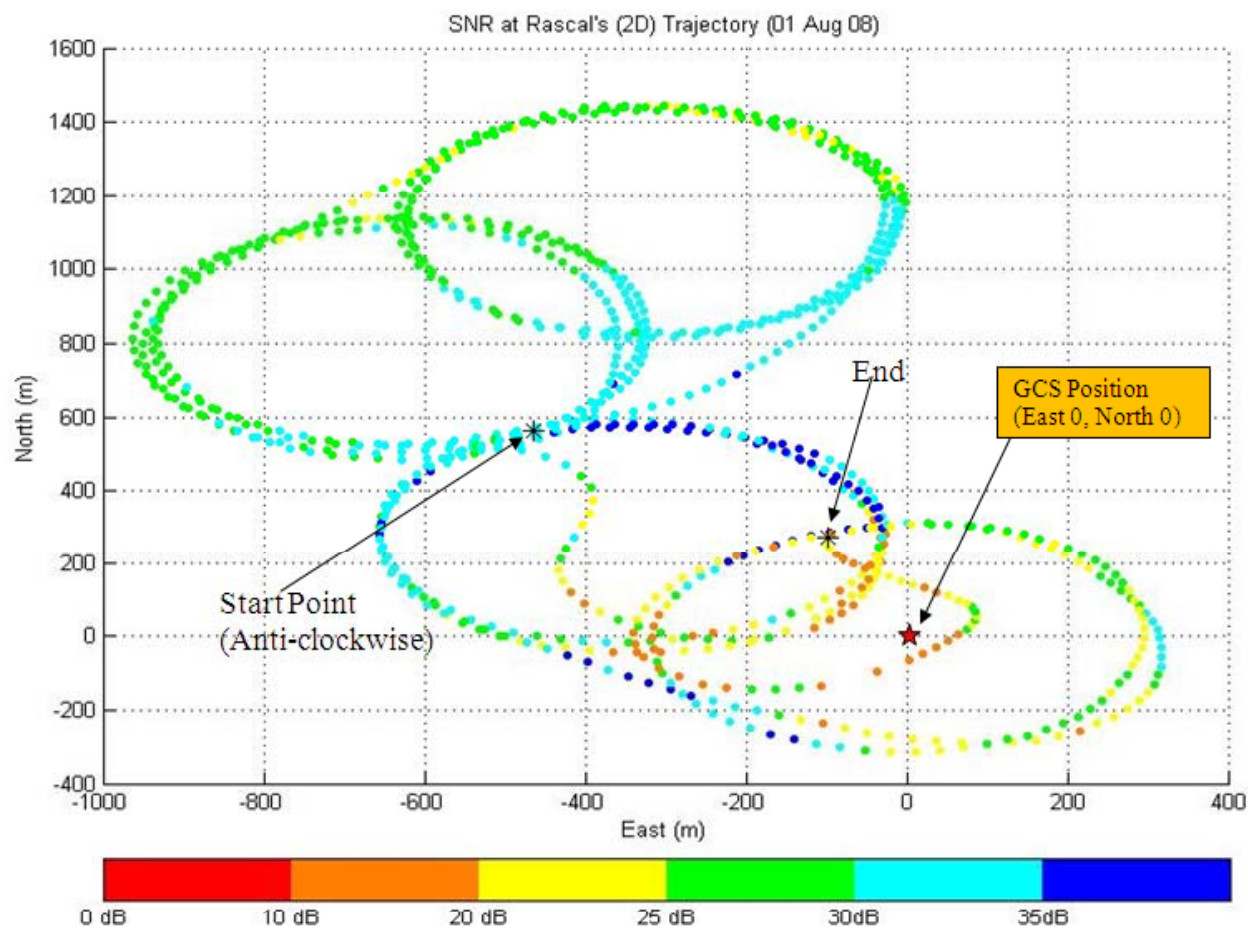 SNR at Rascal's (2D) Trajectory (01 Aug 08)
1600
1400
1200
1000
800
600
400
200
0
-200
-400
North (m)
End
GCS Position
(East 0, North 0)
Start Point
(Anti-clockwise)
-1000 -800 -600 -400 -200 0 200 400
East (m)
0 dB 10 dB 20 dB 25 dB 30dB 35dB